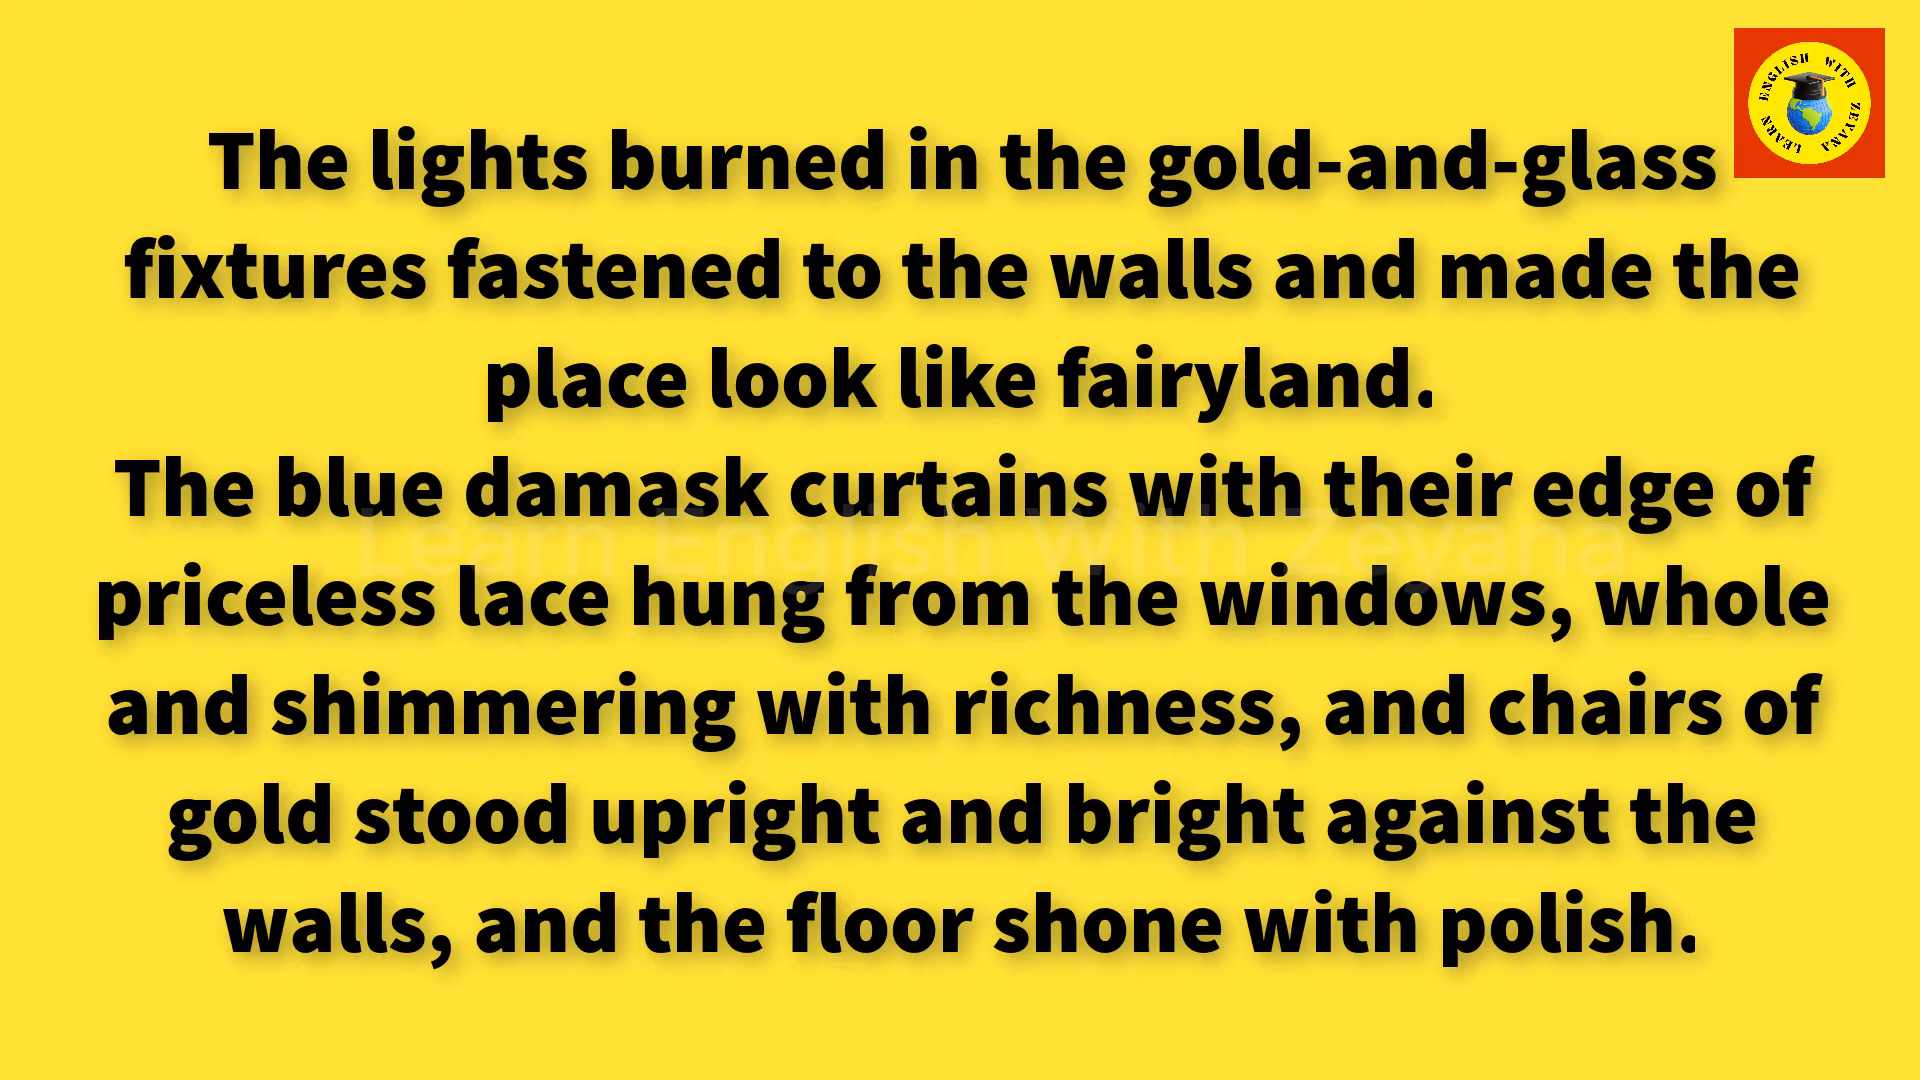 LEARN ENGLISH WITH ZEYANA
The lights burned in the gold-and-glass
fixtures fastened to the walls and made the
place look like fairyland.
The blue damask curtains with their edge of
Learn English With Zeyana
priceless lace hung from the windows, whole
and shimmering with richness, and chairs of
gold stood upright and bright against the
walls, and the floor shone with polish.